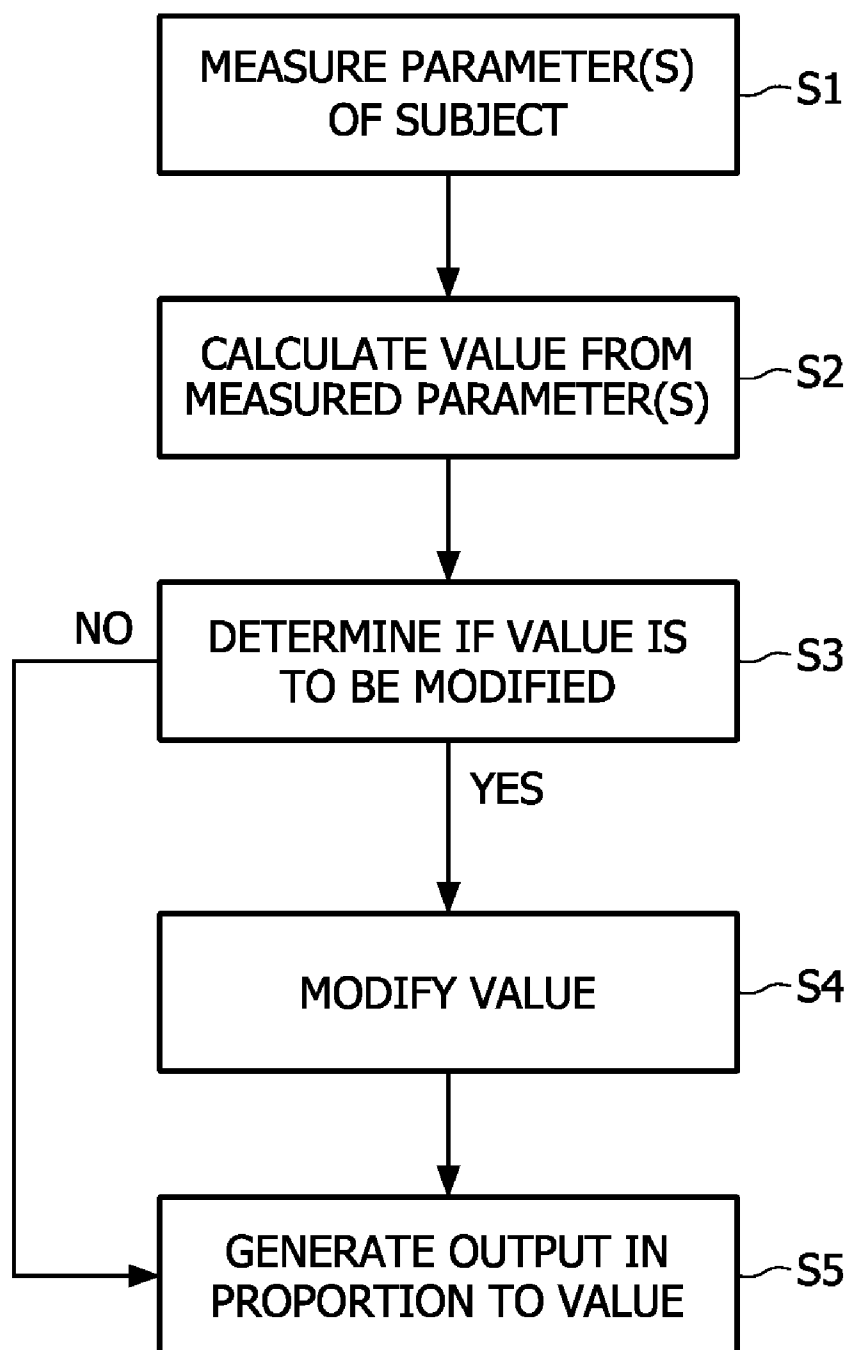 MEASURE PARAMETER(S)
OF SUBJECT
S1
CALCULATE VALUE FROM
MEASURED PARAMETER(S)
S2
NO
DETERMINE IF VALUE IS
TO BE MODIFIED
S3
YES
MODIFY VALUE
S4
GENERATE OUTPUT IN
PROPORTION TO VALUE
S5